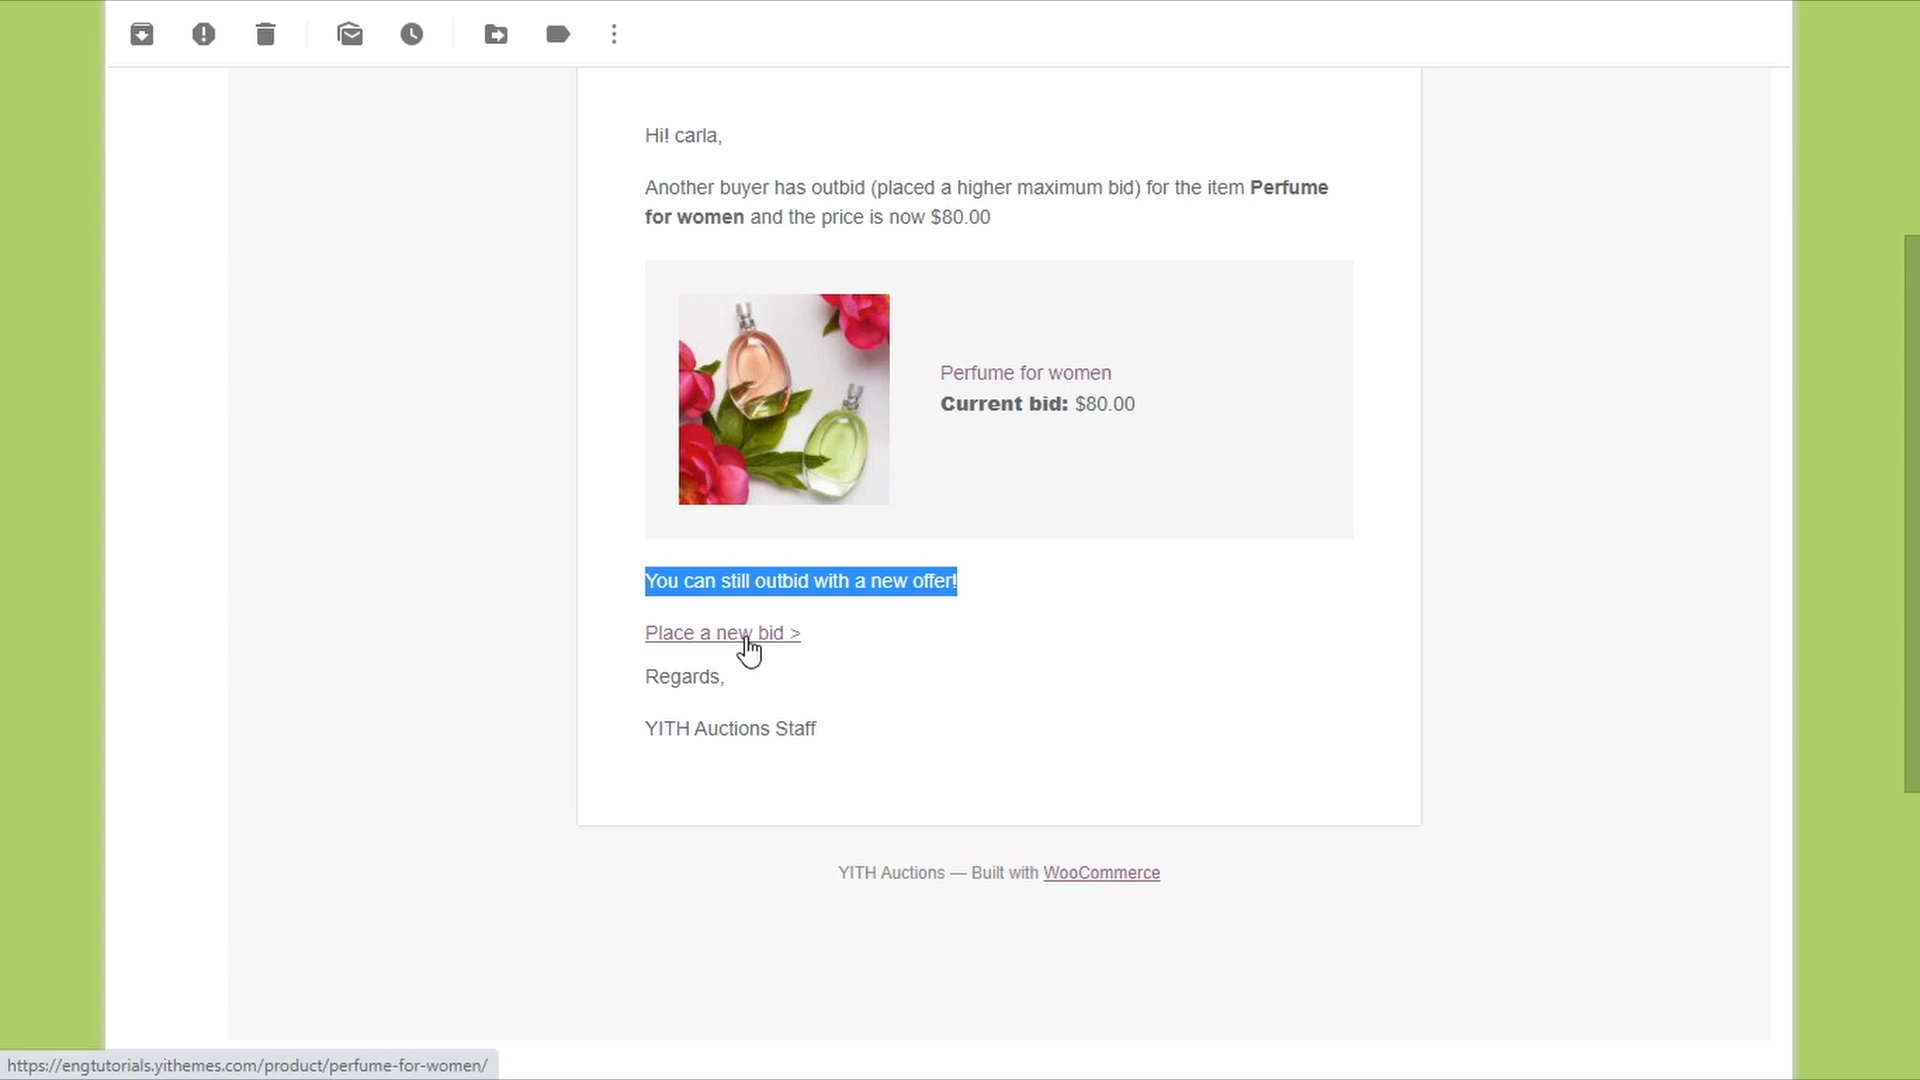 Hi! carla,
Another buyer has outbid (placed a higher maximum bid) for the item Perfume
for women and the price is now $80.00
Perfume for women
Current bid: $80.00
You can still outbid with a new offer!
Place a new bid >
Regards,
YITH Auctions Staff
YITH Auctions — Built with WooCommerce
https://engtutorials.yithemes.com/product/perfume-for-women/